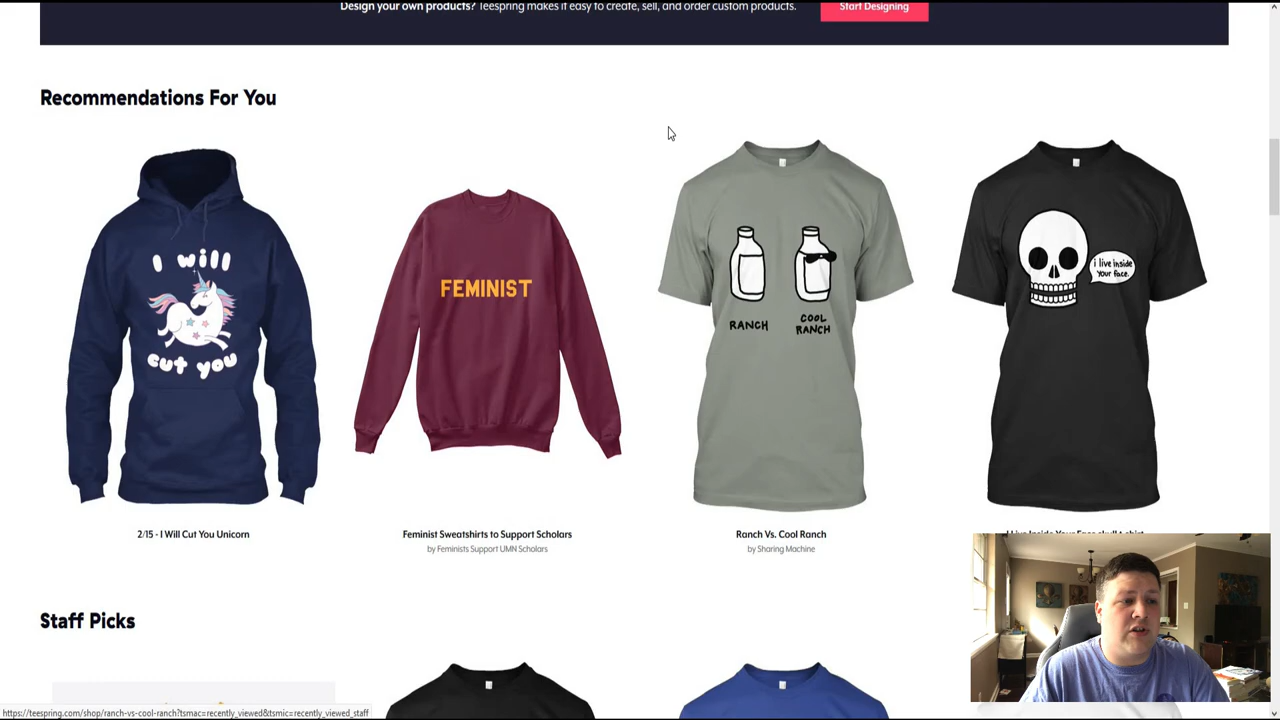 Design your own products? Teespring makes it easy to create, sell, and order custom products.
Start Designing
Recommendations For You
I will
cut you
FEMINIST
RANCH
COOL
RANCH
i live inside
Your face.
2/15 - I Will Cut You Unicorn
Feminist Sweatshirts to Support Scholars
by Feminists Support UMN Scholars
Ranch Vs. Cool Ranch
by Sharing Machine
I Live Inside Your Face skull t-shirt
Staff Picks
https://teespring.com/shop/ranch-vs-cool-ranch?tsmac=recently_viewed&tsmic=recently_viewed_staff